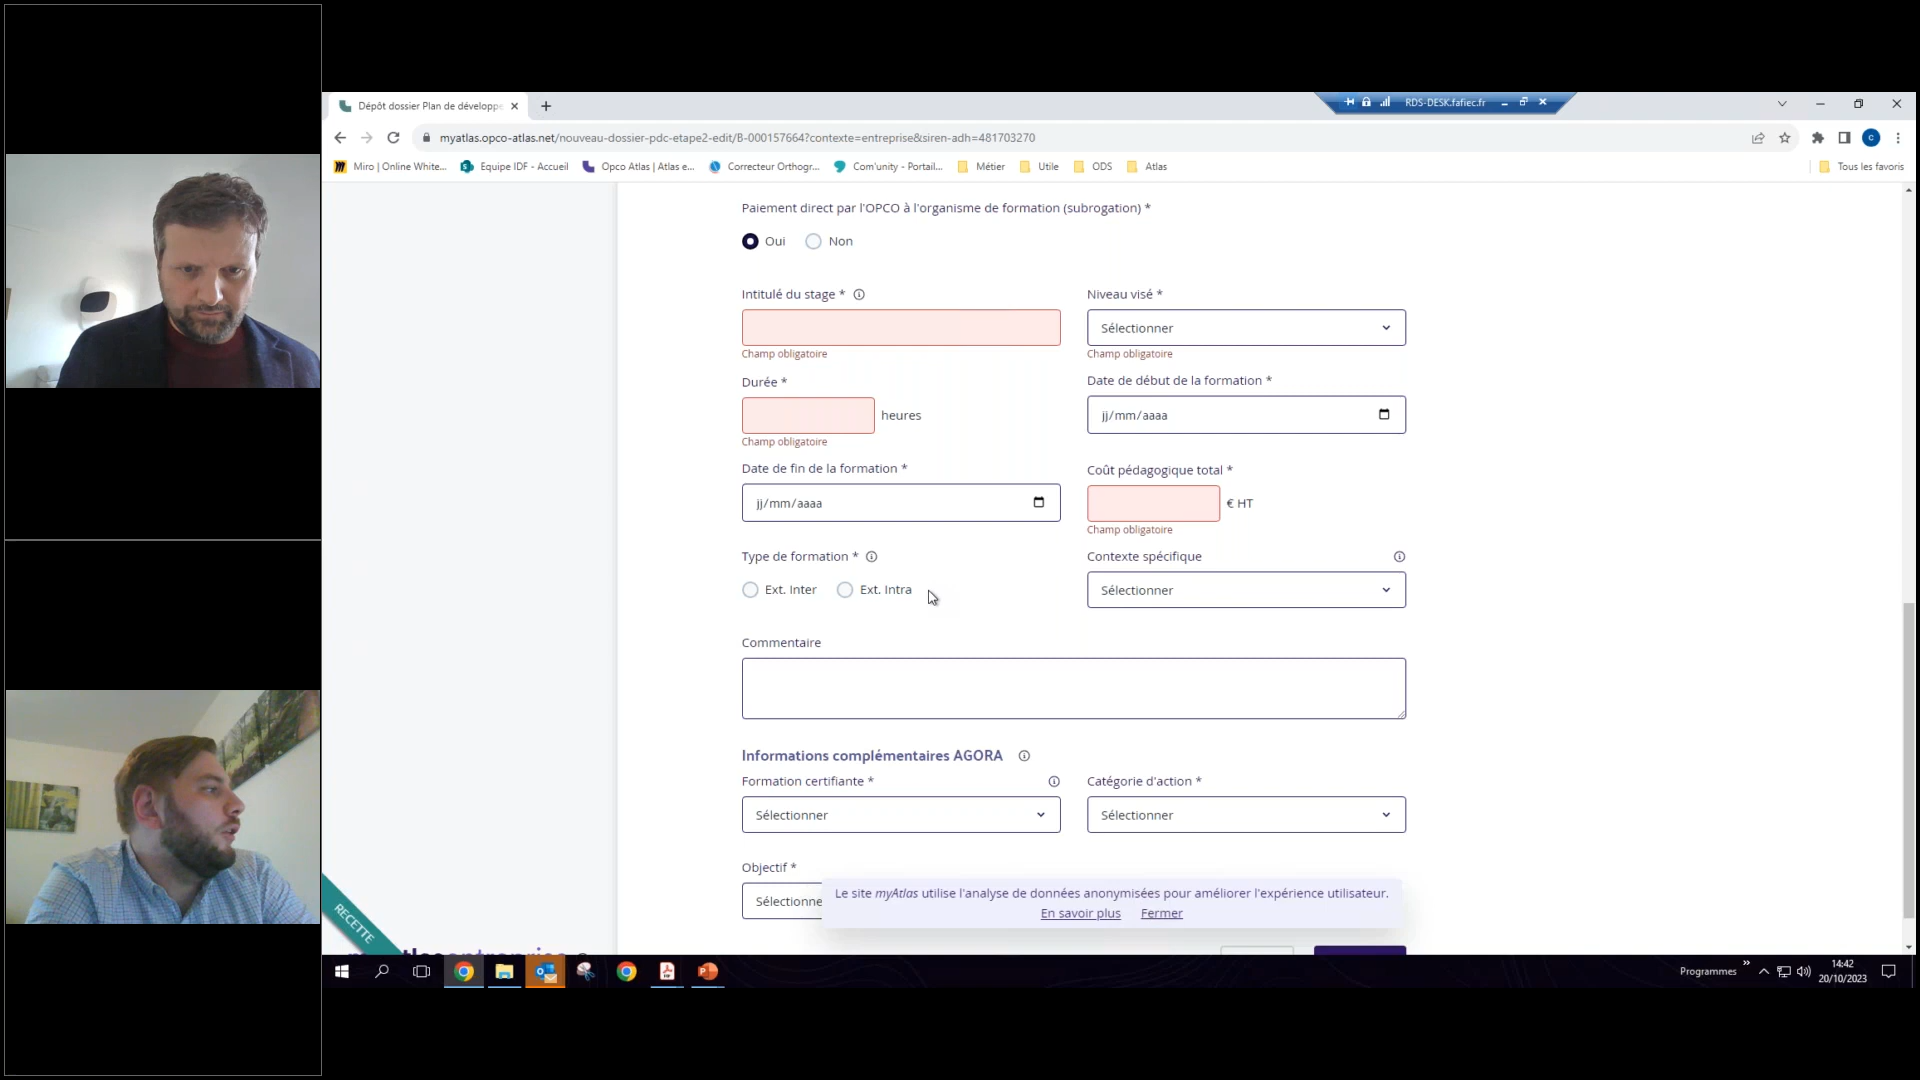 Dépôt dossier Plan de développe
RDS-DESK.fafiec.fr
myatlas.opco-atlas.net/nouveau-dossier-pdc-etape2-edit/B-000157664?contexte=entreprise&siren-adh=481703270
C
Miro | Online White...
Equipe IDF - Accueil
Opco Atlas | Atlas e...
Correcteur Orthogr...
Com'unity - Portail...
Métier
Utile
ODS
Atlas
Tous les favoris
Paiement direct par l'OPCO à l'organisme de formation (subrogation) *
Oui Non
Intitulé du stage *
Niveau visé *
Sélectionner
Champ obligatoire
Champ obligatoire
Durée *
Date de début de la formation *
heures
jj/mm/aaaa
Champ obligatoire
Date de fin de la formation *
Coût pédagogique total *
jj/mm/aaaa
€ HT
Champ obligatoire
Type de formation *
Contexte spécifique
Ext. Inter Ext. Intra
Sélectionner
Commentaire
Informations complémentaires AGORA
Formation certifiante *
Catégorie d'action *
Sélectionner
Sélectionner
Objectif *
Sélectionne
Le site myAtlas utilise l'analyse de données anonymisées pour améliorer l'expérience utilisateur.
En savoir plus Fermer
RECETTE
Programmes
14:42
20/10/2023